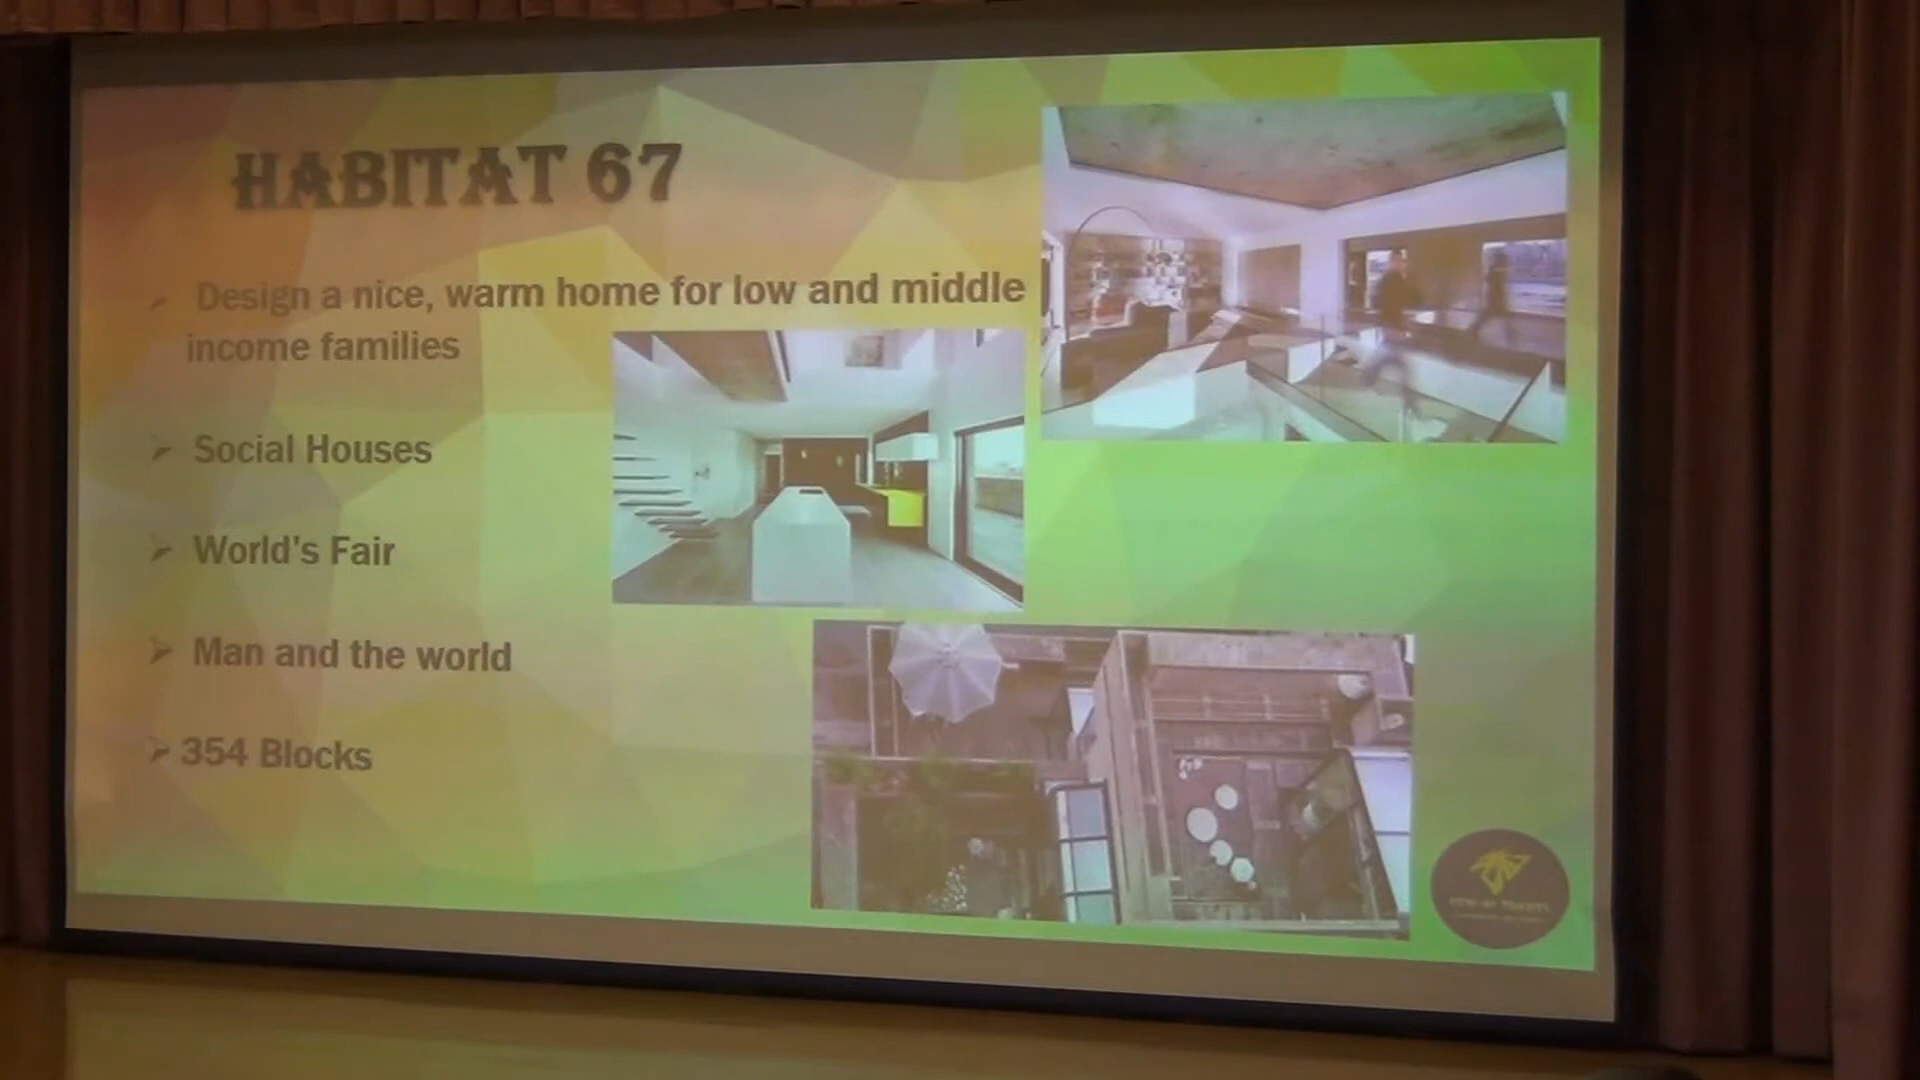 HABITAT 67
Design a nice, warm home for low and middle
income families
Social Houses
World's Fair
Man and the world
354 Blocks